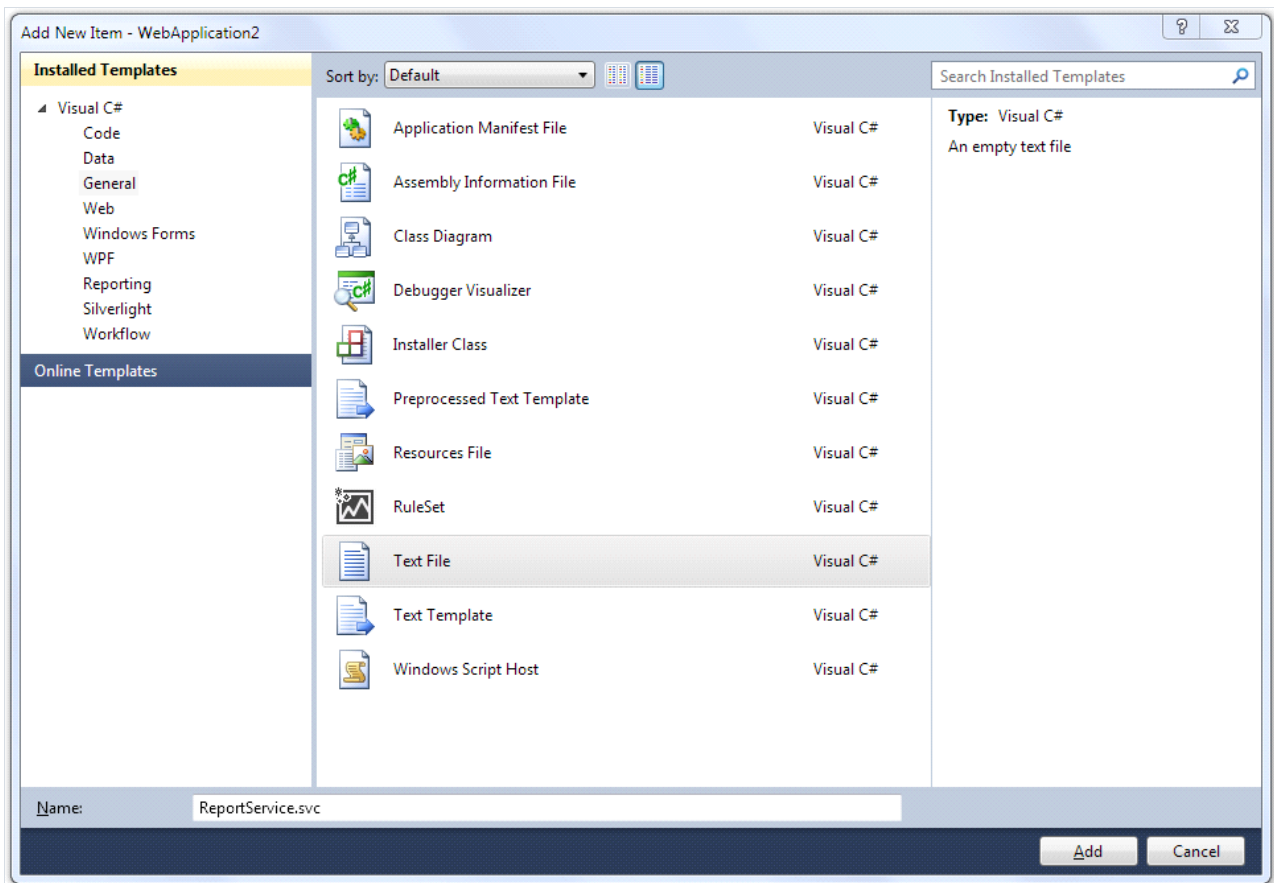 Add New Item - WebApplication2
Installed Templates
Visual C#
Code
Data
General
Web
Windows Forms
WPF
Reporting
Silverlight
Workflow
Online Templates
Sort by: Default
Search Installed Templates
Application Manifest File Visual C#
Assembly Information File Visual C#
Class Diagram Visual C#
Debugger Visualizer Visual C#
Installer Class Visual C#
Preprocessed Text Template Visual C#
Resources File Visual C#
RuleSet Visual C#
Text File Visual C#
Text Template Visual C#
Windows Script Host Visual C#
Type: Visual C#
An empty text file
Name: ReportService.svc
Add Cancel